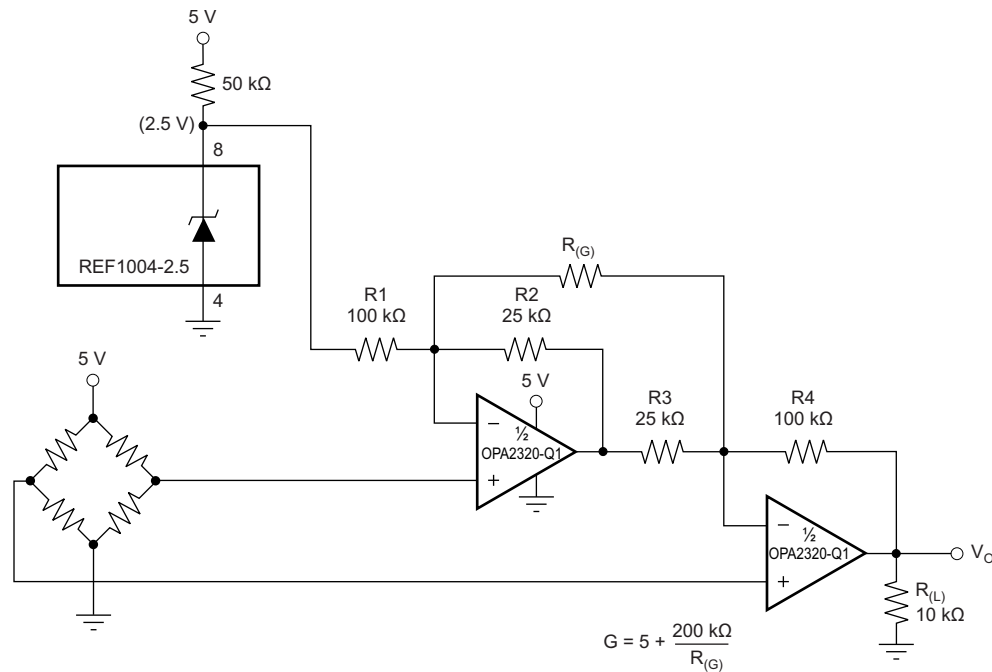 5 V
50 kΩ
(2.5 V)
8
REF1004-2.5
4
R(G)
R1
100 kΩ
R2
25 kΩ
5 V
5 V
R3
25 kΩ
R4
100 kΩ
−
½
OPA2320-Q1
+
−
½
OPA2320-Q1
+
VO
R(L)
10 kΩ
G = 5 + 200 kΩ / R(G)